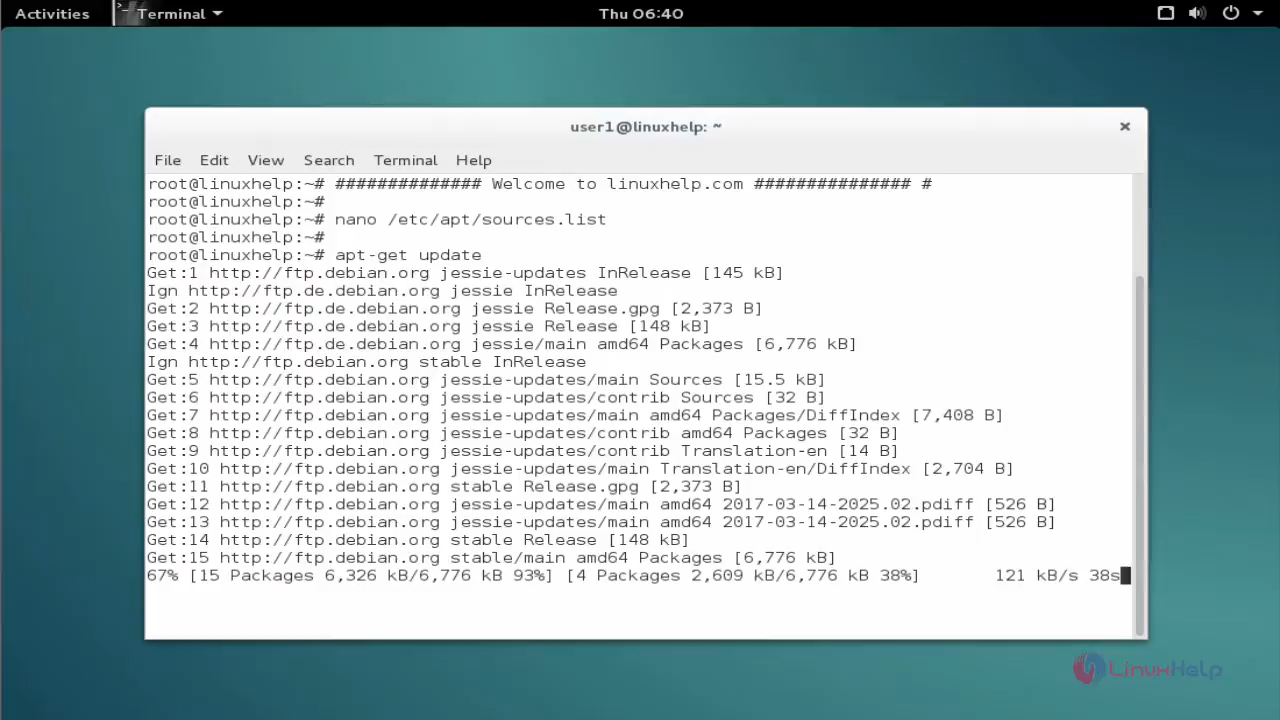 Activities Terminal Thu 06:40
user1@linuxhelp: ~
File Edit View Search Terminal Help
root@linuxhelp:~# ############## Welcome to linuxhelp.com ############### #
root@linuxhelp:~#
root@linuxhelp:~# nano /etc/apt/sources.list
root@linuxhelp:~#
root@linuxhelp:~# apt-get update
Get:1 http://ftp.debian.org jessie-updates InRelease [145 kB]
Ign http://ftp.de.debian.org jessie InRelease
Get:2 http://ftp.de.debian.org jessie Release.gpg [2,373 B]
Get:3 http://ftp.de.debian.org jessie Release [148 kB]
Get:4 http://ftp.de.debian.org jessie/main amd64 Packages [6,776 kB]
Ign http://ftp.debian.org stable InRelease
Get:5 http://ftp.debian.org jessie-updates/main Sources [15.5 kB]
Get:6 http://ftp.debian.org jessie-updates/contrib Sources [32 B]
Get:7 http://ftp.debian.org jessie-updates/main amd64 Packages/DiffIndex [7,408 B]
Get:8 http://ftp.debian.org jessie-updates/contrib amd64 Packages [32 B]
Get:9 http://ftp.debian.org jessie-updates/contrib Translation-en [14 B]
Get:10 http://ftp.debian.org jessie-updates/main Translation-en/DiffIndex [2,704 B]
Get:11 http://ftp.debian.org stable Release.gpg [2,373 B]
Get:12 http://ftp.debian.org jessie-updates/main amd64 2017-03-14-2025.02.pdiff [526 B]
Get:13 http://ftp.debian.org jessie-updates/main amd64 2017-03-14-2025.02.pdiff [526 B]
Get:14 http://ftp.debian.org stable Release [148 kB]
Get:15 http://ftp.debian.org stable/main amd64 Packages [6,776 kB]
67% [15 Packages 6,326 kB/6,776 kB 93%] [4 Packages 2,609 kB/6,776 kB 38%] 121 kB/s 38s
LinuxHelp